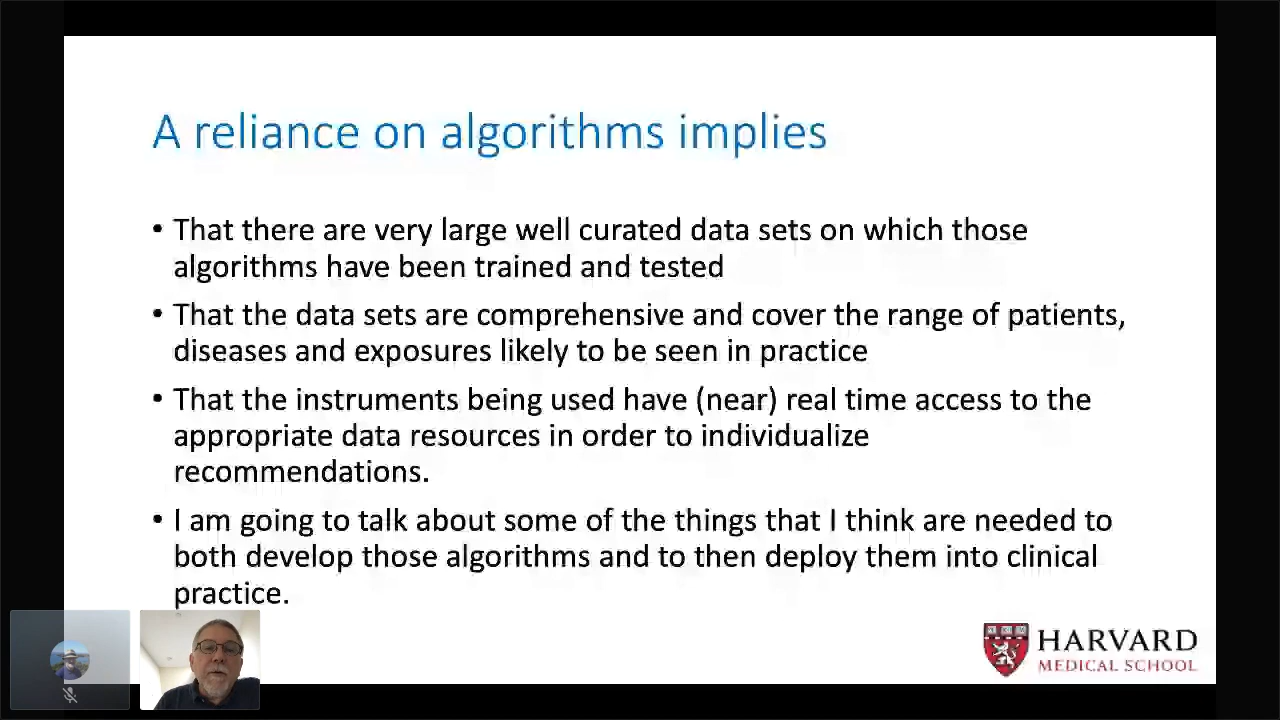 A reliance on algorithms implies
• That there are very large well curated data sets on which those
algorithms have been trained and tested
• That the data sets are comprehensive and cover the range of patients,
diseases and exposures likely to be seen in practice
• That the instruments being used have (near) real time access to the
appropriate data resources in order to individualize
recommendations.
• I am going to talk about some of the things that I think are needed to
both develop those algorithms and to then deploy them into clinical
practice.
HARVARD
MEDICAL SCHOOL